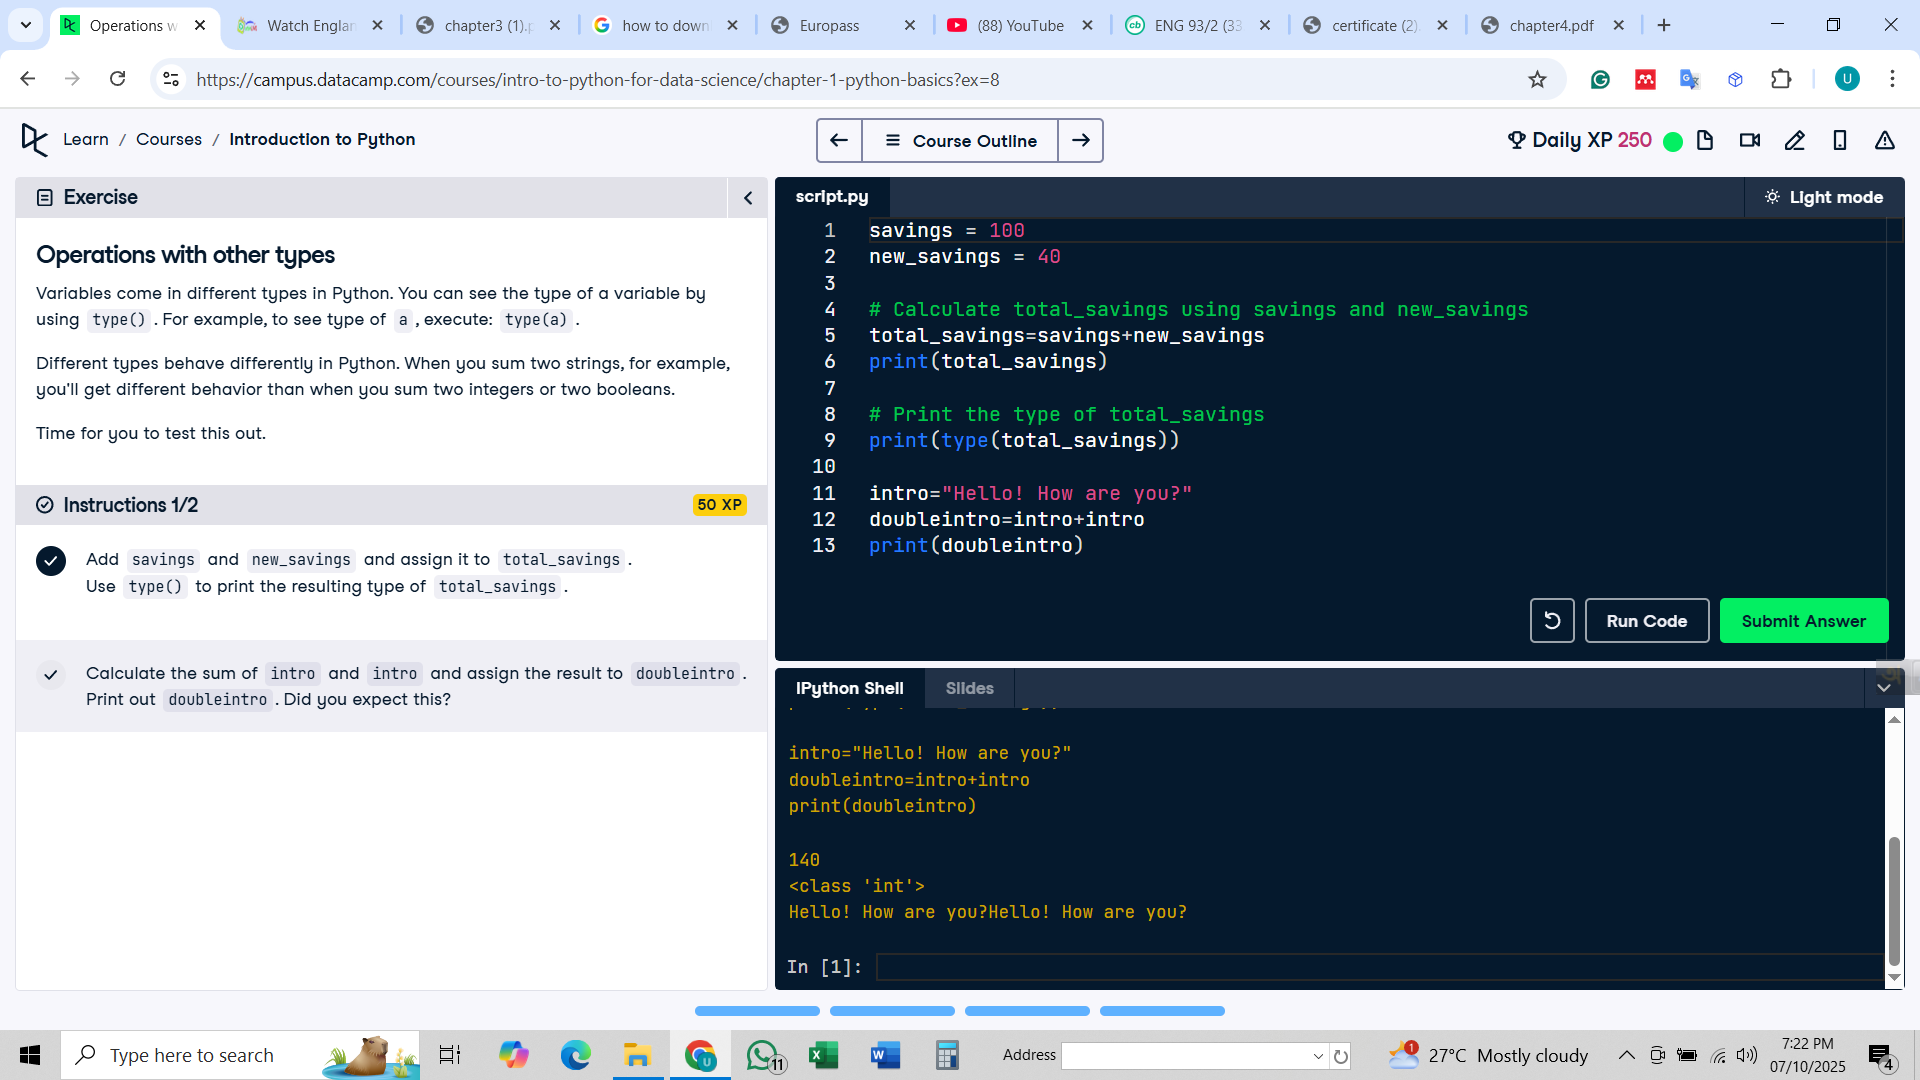 Operations w
Watch Englan
chapter3 (1).p
how to down
Europass
(88) YouTube
ENG 93/2 (33
certificate (2).
chapter4.pdf
https://campus.datacamp.com/courses/intro-to-python-for-data-science/chapter-1-python-basics?ex=8
U
Learn / Courses / Introduction to Python
Course Outline
Daily XP 250
Exercise
Operations with other types
Variables come in different types in Python. You can see the type of a variable by
using type(). For example, to see type of a, execute: type(a).
Different types behave differently in Python. When you sum two strings, for example,
you'll get different behavior than when you sum two integers or two booleans.
Time for you to test this out.
Instructions 1/2
50 XP
Add savings and new_savings and assign it to total_savings.
Use type() to print the resulting type of total_savings.
Calculate the sum of intro and intro and assign the result to doubleintro.
Print out doubleintro. Did you expect this?
script.py
Light mode
1 savings = 100
2 new_savings = 40
3
4 # Calculate total_savings using savings and new_savings
5 total_savings=savings+new_savings
6 print(total_savings)
7
8 # Print the type of total_savings
9 print(type(total_savings))
10
11 intro="Hello! How are you?"
12 doubleintro=intro+intro
13 print(doubleintro)
Run Code
Submit Answer
IPython Shell
Slides
intro="Hello! How are you?"
doubleintro=intro+intro
print(doubleintro)
140
<class 'int'>
Hello! How are you?Hello! How are you?
In [1]:
Type here to search
11
Address
1
27°C Mostly cloudy
7:22 PM
07/10/2025
4